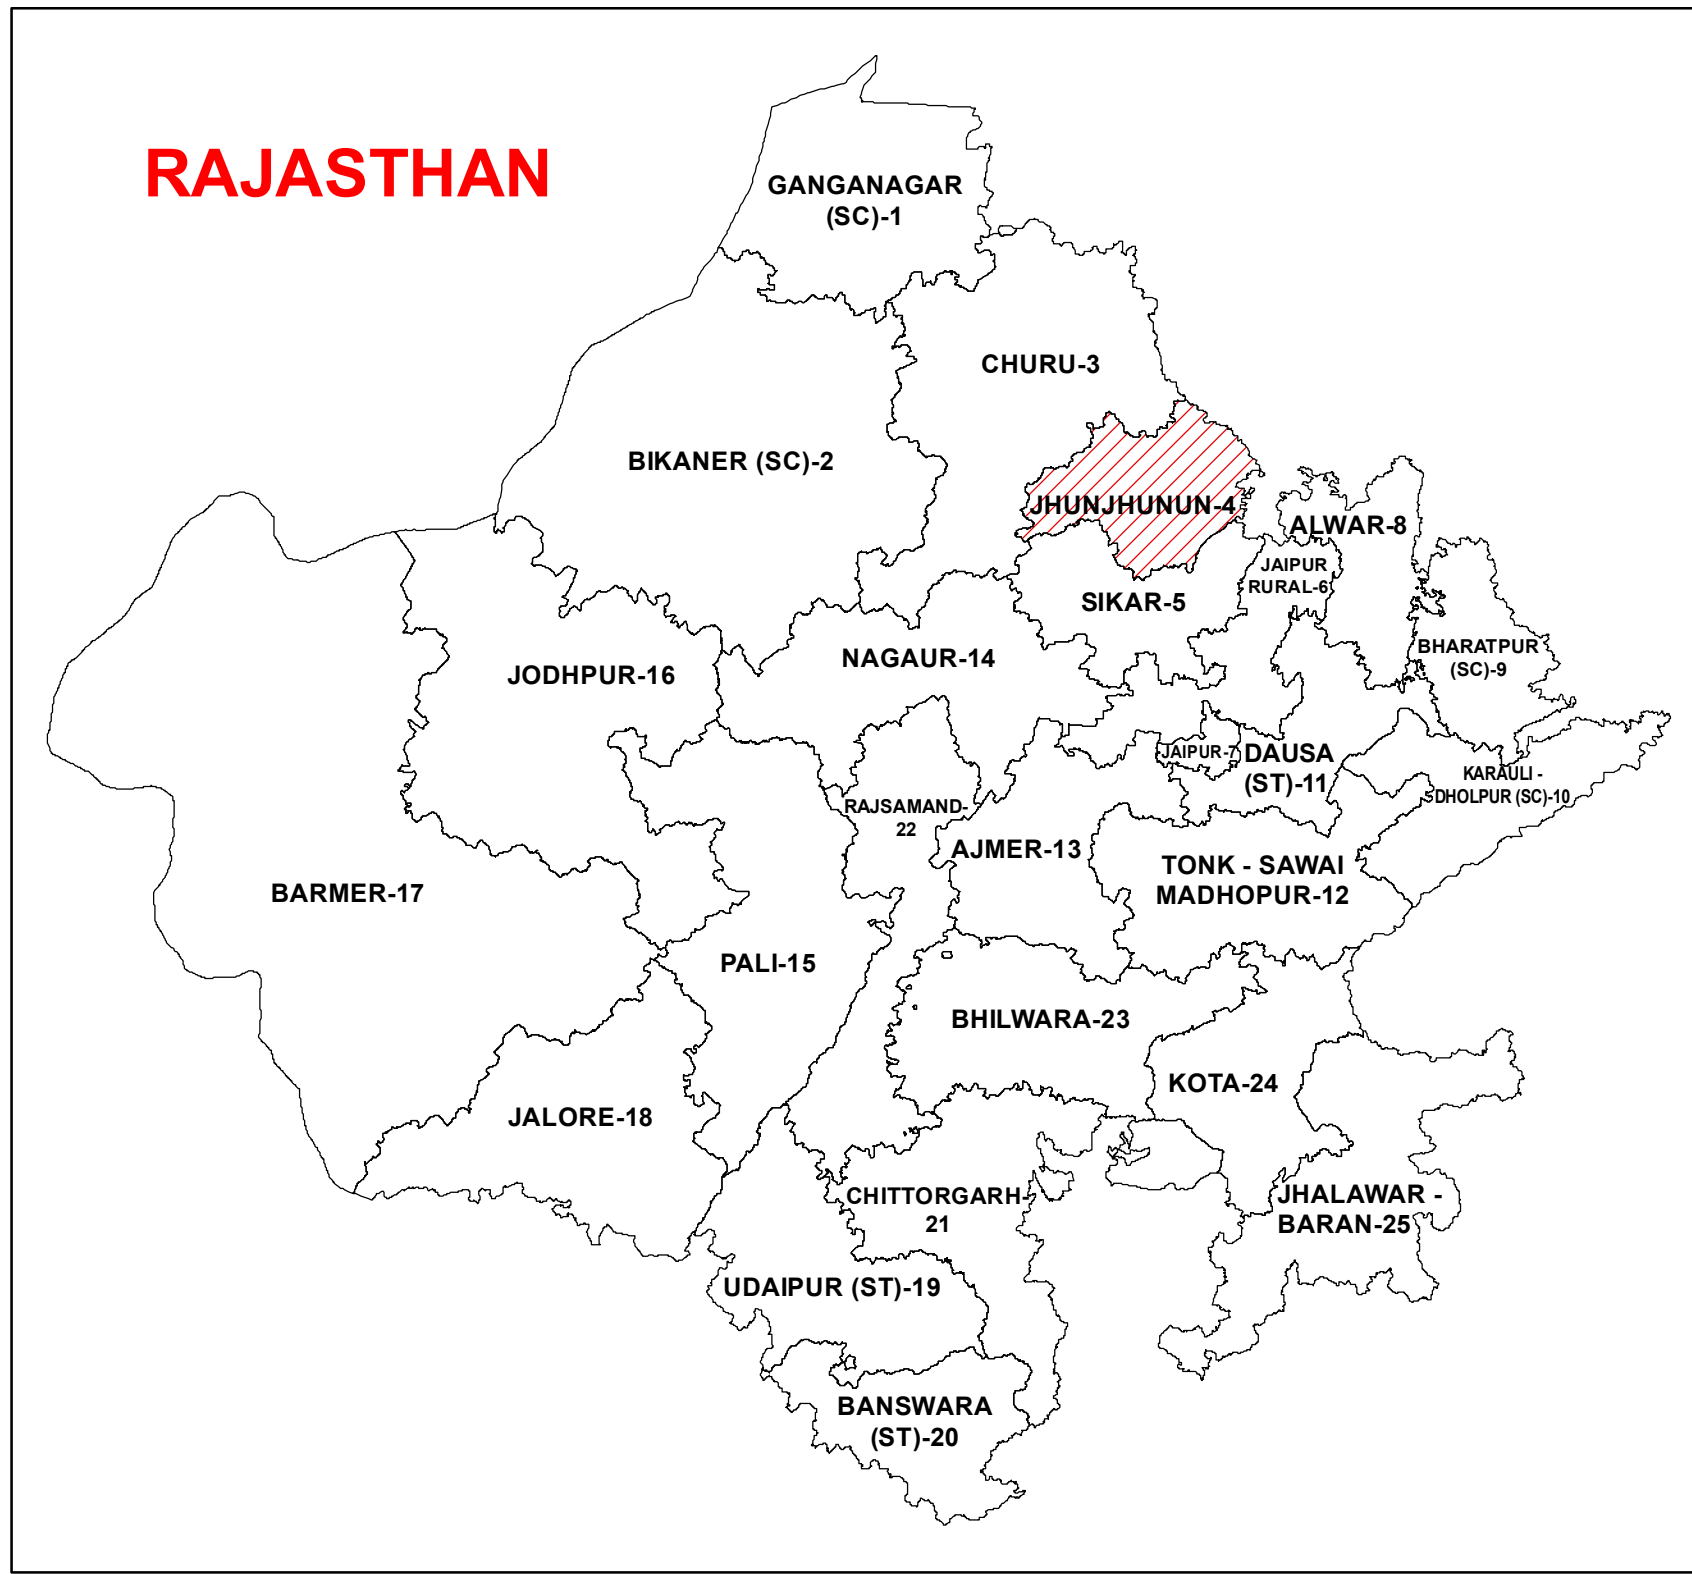 RAJASTHAN
GANGANAGAR
(SC)-1
CHURU-3
BIKANER (SC)-2
JHUNJHUNUN-4
ALWAR-8
JAIPUR
RURAL-6
SIKAR-5
BHARATPUR
(SC)-9
NAGAUR-14
JODHPUR-16
JAIPUR-7
DAUSA
(ST)-11
KARAULI -
DHOLPUR (SC)-10
RAJSAMAND-
22
AJMER-13
TONK - SAWAI
MADHOPUR-12
BARMER-17
PALI-15
BHILWARA-23
KOTA-24
JALORE-18
CHITTORGARH-
21
JHALAWAR -
BARAN-25
UDAIPUR (ST)-19
BANSWARA
(ST)-20